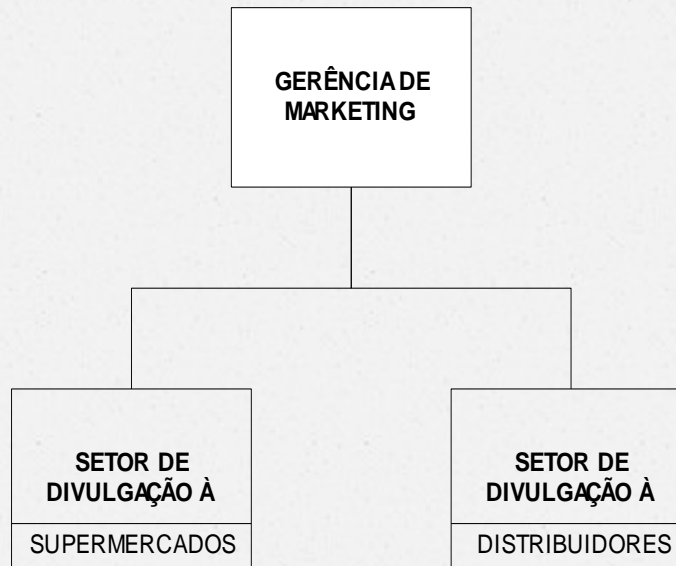 GERÊNCIA DE
MARKETING
SETOR DE
DIVULGAÇÃO À
SUPERMERCADOS
SETOR DE
DIVULGAÇÃO À
DISTRIBUIDORES